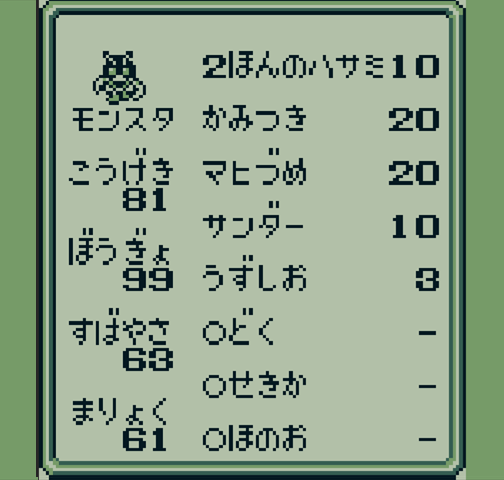 2ほんのハサミ10
モンスタ かみつき 20
こうげき マヒづめ 20
81
サンダー 10
ぼうぎょ
99 うずしお 3
すばやさ ○どく -
63
○せきか -
まりょく
61 ○ほのお -